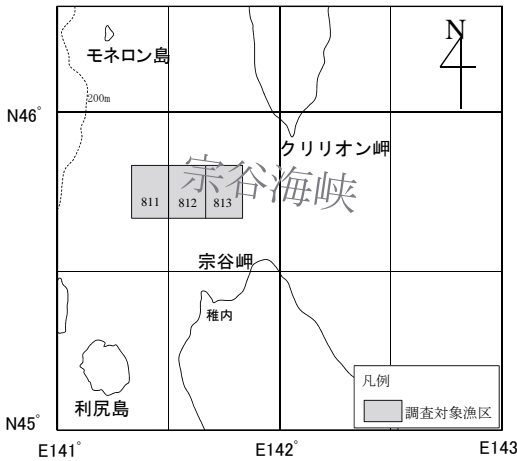 モネロン島
N
200m
N46°
クリリオン岬
宗谷海峡
811
812
813
宗谷岬
稚内
凡例
調査対象漁区
利尻島
N45°
E141°
E142°
E143